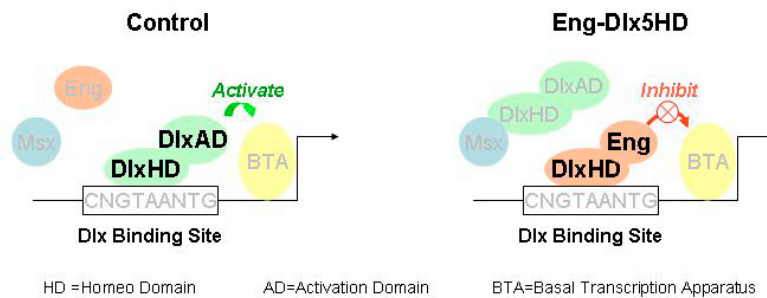 Control
Eng
Activate
Msx
DlxAD
DlxHD
BTA
CNGTAANTG
Dlx Binding Site
Eng-Dlx5HD
DlxAD
Inhibit
DlxHD
Msx
Eng
DlxHD
BTA
CNGTAANTG
Dlx Binding Site
HD =Homeo Domain
AD=Activation Domain
BTA=Basal Transcription Apparatus